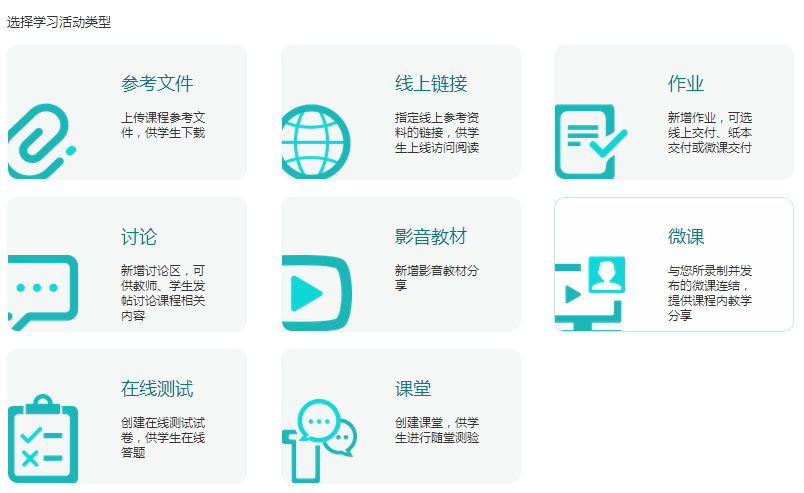 选择学习活动类型
参考文件
上传课程参考文
件，供学生下载
线上链接
指定线上参考资
料的链接，供学
生上线访问阅读
作业
新增作业，可选
线上交付、纸本
交付或微课交付
讨论
新增讨论区，可
供教师、学生发
帖讨论课程相关
内容
影音教材
新增影音教材分
享
微课
与您所录制并发
布的微课连结，
提供课程内教学
分享
在线测试
创建在线测试试
卷，供学生在线
答题
课堂
创建课堂，供学
生进行随堂测验